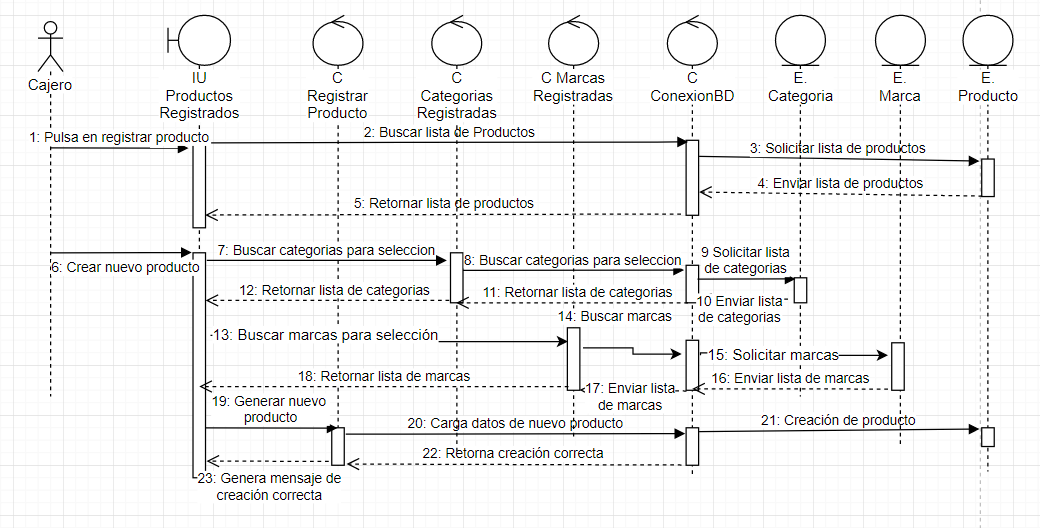 Cajero
IU
Productos
Registrados
C
Registrar
Producto
C
Categorias
Registradas
C Marcas
Registradas
C
ConexionBD
E.
Categoria
E.
Marca
E.
Producto
1: Pulsa en registrar producto
2: Buscar lista de Productos
3: Solicitar lista de productos
4: Enviar lista de productos
5: Retornar lista de productos
6: Crear nuevo producto
7: Buscar categorias para seleccion
8: Buscar categorias para seleccion
9 Solicitar lista
de categorias
10 Enviar lista
de categorias
11: Retornar lista de categorias
12: Retornar lista de categorias
13: Buscar marcas para selección
14: Buscar marcas
15: Solicitar marcas
16: Enviar lista de marcas
17: Enviar lista
de marcas
18: Retornar lista de marcas
19: Generar nuevo
producto
20: Carga datos de nuevo producto
21: Creación de producto
22: Retorna creación correcta
23: Genera mensaje de
creación correcta